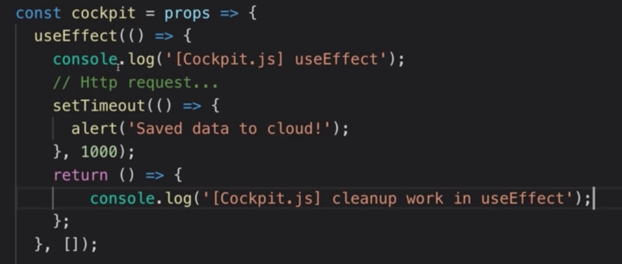 const cockpit = props => {
useEffect(() => {
console.log('[Cockpit.js] useEffect');
// Http request...
setTimeout(() => {
alert('Saved data to cloud!');
}, 1000);
return () => {
console.log('[Cockpit.js] cleanup work in useEffect');
};
}, []);